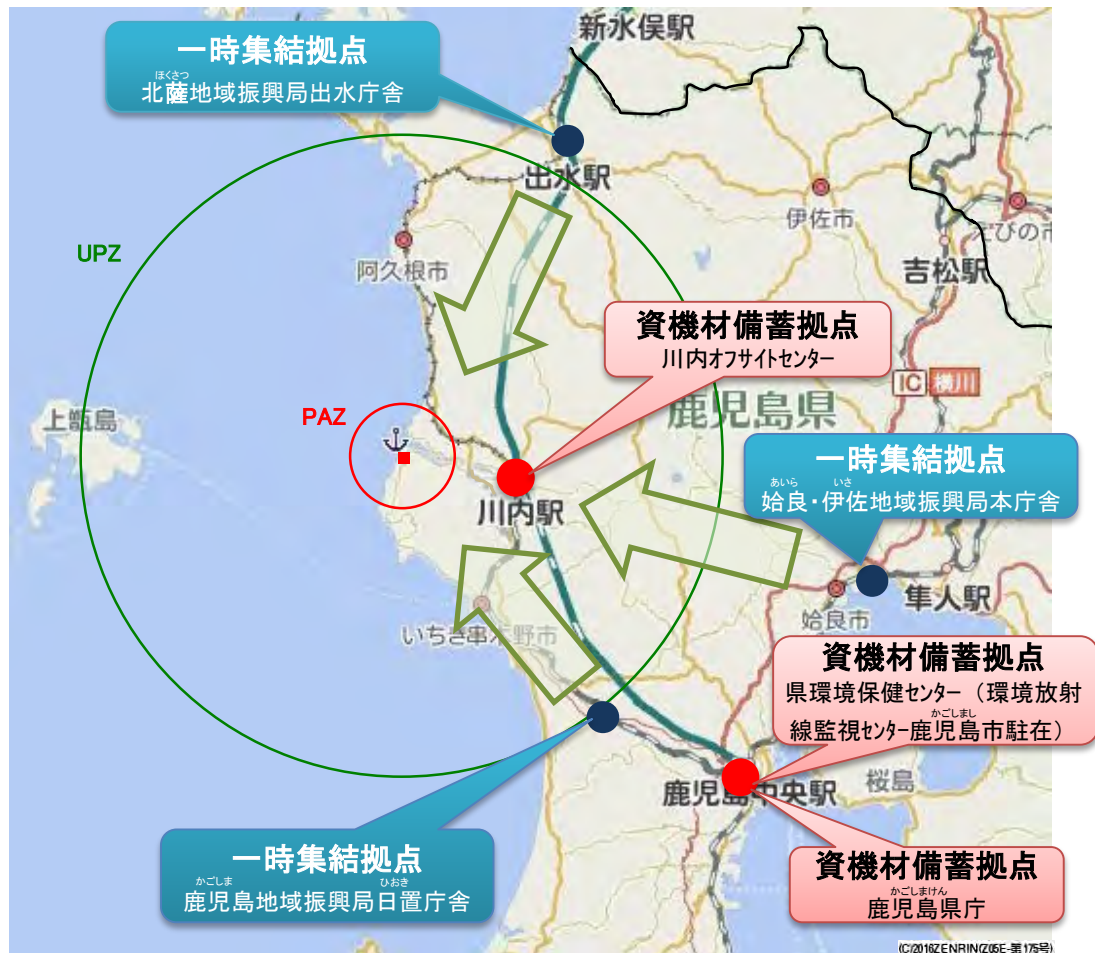 新水俣駅
一時集結拠点
ほくさつ
北薩地域振興局出水庁舎
出水駅
伊佐市
えびの市
UPZ
阿久根市
吉松駅
資機材備蓄拠点
川内オフサイトセンター
IC 横川
鹿児島県
上甑島
PAZ
一時集結拠点
あいら いさ
姶良・伊佐地域振興局本庁舎
川内駅
隼人駅
姶良市
いちき串木野市
資機材備蓄拠点
県環境保健センター（環境放射
かごしまし
線監視センター鹿児島市駐在）
鹿児島中央駅
桜島
一時集結拠点
かごしま ひおき
鹿児島地域振興局日置庁舎
資機材備蓄拠点
かごしまけん
鹿児島県庁
(C)2016ZENRIN(Z05E-第175号)